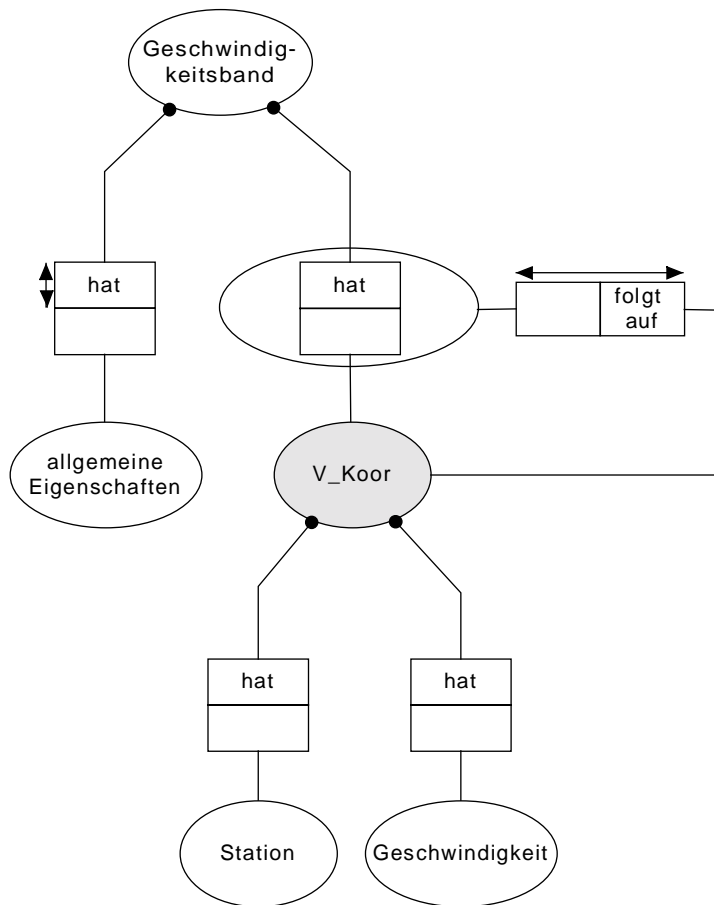 Geschwindig-
keitsband
hat
hat
folgt
auf
allgemeine
Eigenschaften
V_Koor
hat
hat
Station
Geschwindigkeit